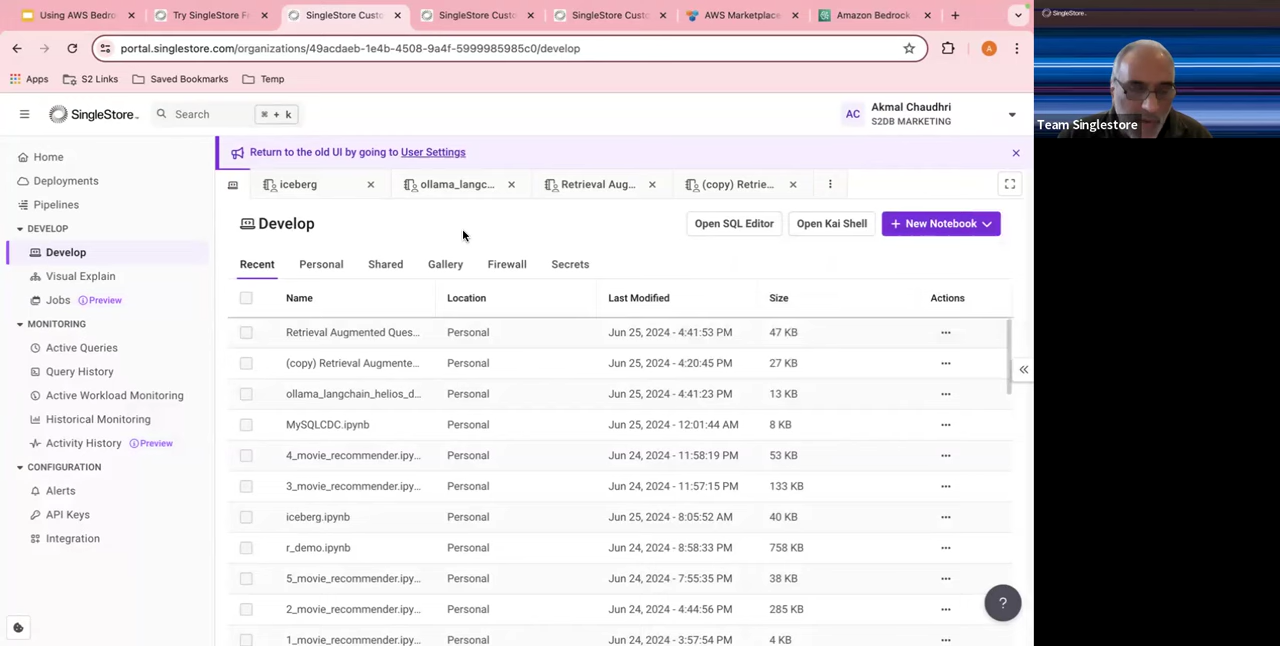 Using AWS Bedro
Try SingleStore Fr
SingleStore Custo
SingleStore Custo
SingleStore Custo
AWS Marketplace
Amazon Bedrock
portal.singlestore.com/organizations/49acdaeb-1e4b-4508-9a4f-5999985985c0/develop
A
Apps
S2 Links
Saved Bookmarks
Temp
SingleStore
Search
⌘ + k
AC
Akmal Chaudhri
S2DB MARKETING
Home
Deployments
Pipelines
DEVELOP
Develop
Visual Explain
Jobs
Preview
MONITORING
Active Queries
Query History
Active Workload Monitoring
Historical Monitoring
Activity History
Preview
CONFIGURATION
Alerts
API Keys
Integration
Return to the old UI by going to User Settings
iceberg
ollama_langc...
Retrieval Aug...
(copy) Retrie...
Develop
Open SQL Editor
Open Kai Shell
+ New Notebook
Recent
Personal
Shared
Gallery
Firewall
Secrets
Name Location Last Modified Size Actions
Retrieval Augmented Ques... Personal Jun 25, 2024 - 4:41:53 PM 47 KB
(copy) Retrieval Augmente... Personal Jun 25, 2024 - 4:20:45 PM 27 KB
ollama_langchain_helios_d... Personal Jun 25, 2024 - 4:41:23 PM 13 KB
MySQLCDC.ipynb Personal Jun 25, 2024 - 12:01:44 AM 8 KB
4_movie_recommender.ipy... Personal Jun 24, 2024 - 11:58:19 PM 53 KB
3_movie_recommender.ipy... Personal Jun 24, 2024 - 11:57:15 PM 133 KB
iceberg.ipynb Personal Jun 25, 2024 - 8:05:52 AM 40 KB
r_demo.ipynb Personal Jun 24, 2024 - 8:58:33 PM 758 KB
5_movie_recommender.ipy... Personal Jun 24, 2024 - 7:55:35 PM 38 KB
2_movie_recommender.ipy... Personal Jun 24, 2024 - 4:44:56 PM 285 KB
1_movie_recommender.ipy... Personal Jun 24, 2024 - 3:57:54 PM 4 KB
?
SingleStore
Team Singlestore